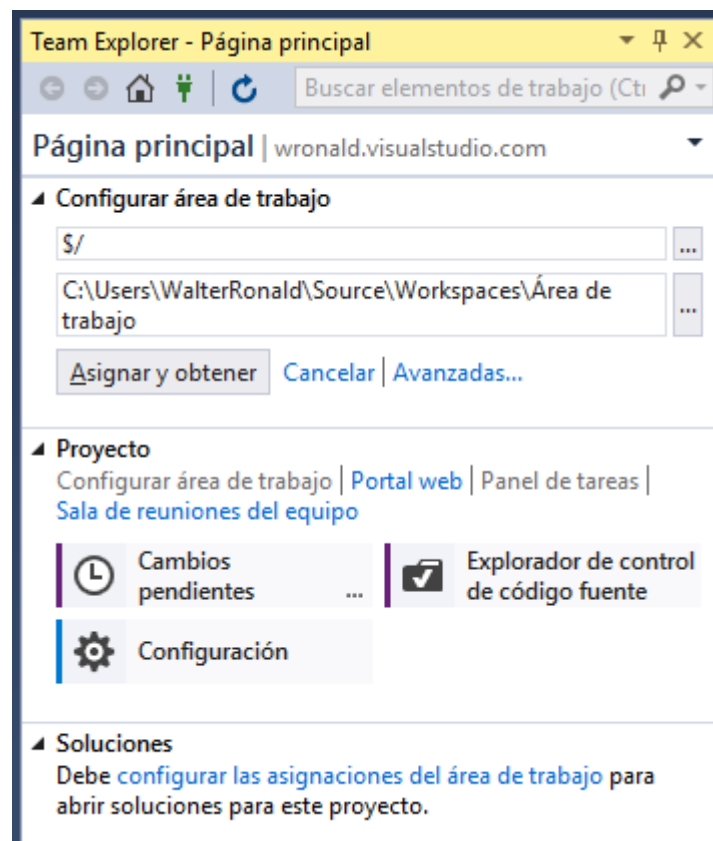 Team Explorer - Página principal
Buscar elementos de trabajo (Ctr
Página principal | wronald.visualstudio.com
Configurar área de trabajo
$/
...
C:\Users\WalterRonald\Source\Workspaces\Área de
trabajo
...
Asignar y obtener Cancelar | Avanzadas...
Proyecto
Configurar área de trabajo | Portal web | Panel de tareas |
Sala de reuniones del equipo
Cambios
pendientes ...
Explorador de control
de código fuente
Configuración
Soluciones
Debe configurar las asignaciones del área de trabajo para
abrir soluciones para este proyecto.